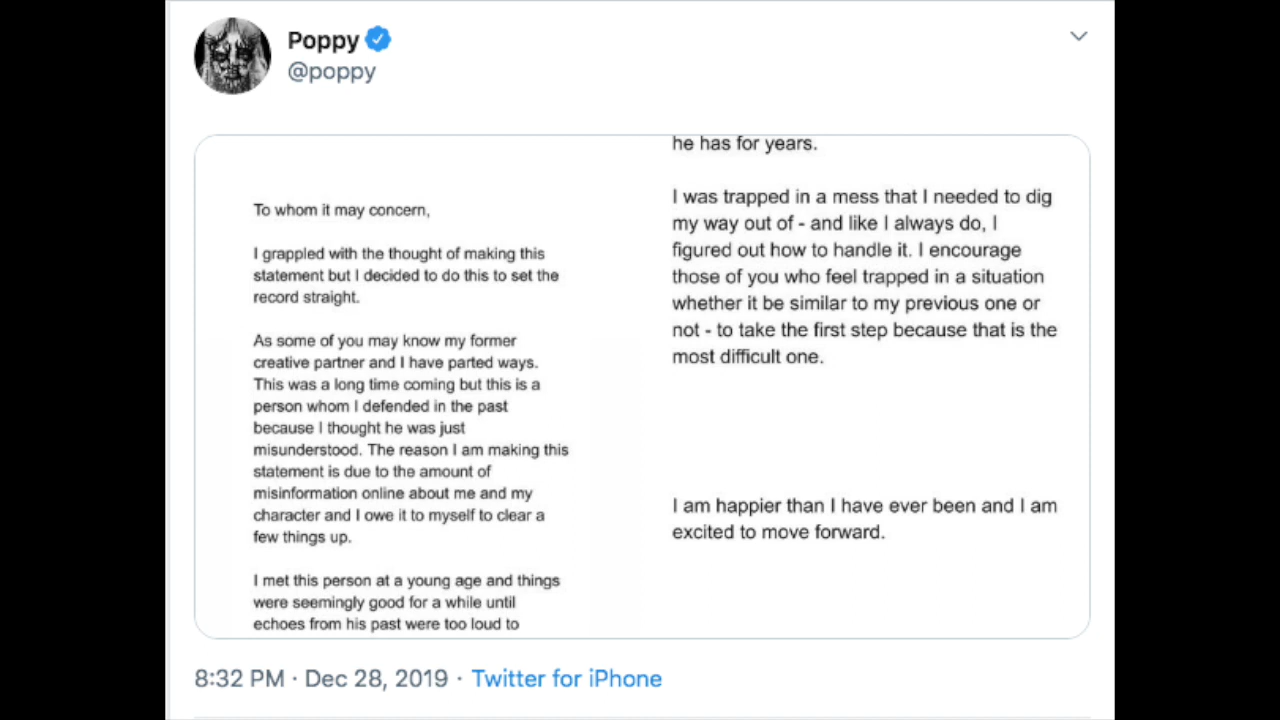 Poppy
@poppy
To whom it may concern,
I grappled with the thought of making this
statement but I decided to do this to set the
record straight.
As some of you may know my former
creative partner and I have parted ways.
This was a long time coming but this is a
person whom I defended in the past
because I thought he was just
misunderstood. The reason I am making this
statement is due to the amount of
misinformation online about me and my
character and I owe it to myself to clear a
few things up.
I met this person at a young age and things
were seemingly good for a while until
echoes from his past were too loud to
he has for years.
I was trapped in a mess that I needed to dig
my way out of - and like I always do, I
figured out how to handle it. I encourage
those of you who feel trapped in a situation
whether it be similar to my previous one or
not - to take the first step because that is the
most difficult one.
I am happier than I have ever been and I am
excited to move forward.
8:32 PM · Dec 28, 2019 · Twitter for iPhone